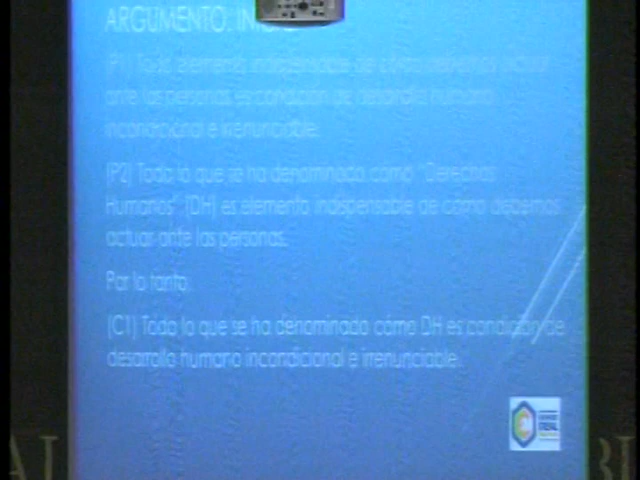 ARGUMENTO.
(P1) Todo elemento indispensable de cómo debemos actuar
ante las personas es condición de desarrollo humano
incondicional e irrenunciable.
(P2) Todo lo que se ha denominado como "Derechos
Humanos" (DH) es elemento indispensable de cómo debemos
actuar ante las personas.
Por lo tanto
(C1) Todo lo que se ha denominado cómo DH es condición de
desarrollo humano incondicional e irrenunciable.